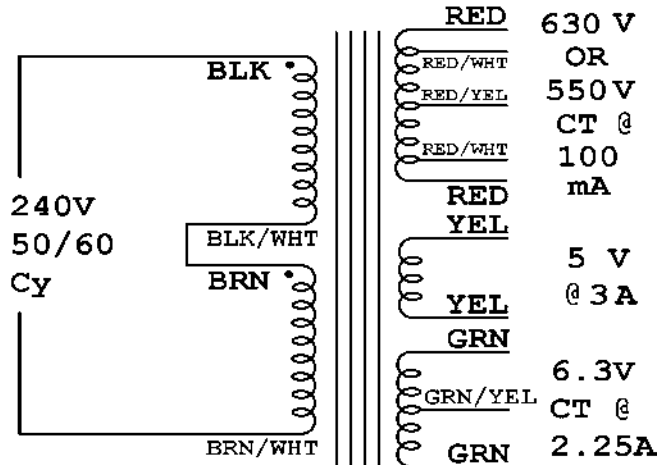 240V
50/60
Cy
BLK
BLK/WHT
BRN
BRN/WHT
RED
RED/WHT
RED/YEL
RED/WHT
RED
630 V
OR
550V
CT @
100
mA
YEL
YEL
5 V
@ 3 A
GRN
GRN/YEL
GRN
6.3V
CT @
2.25A